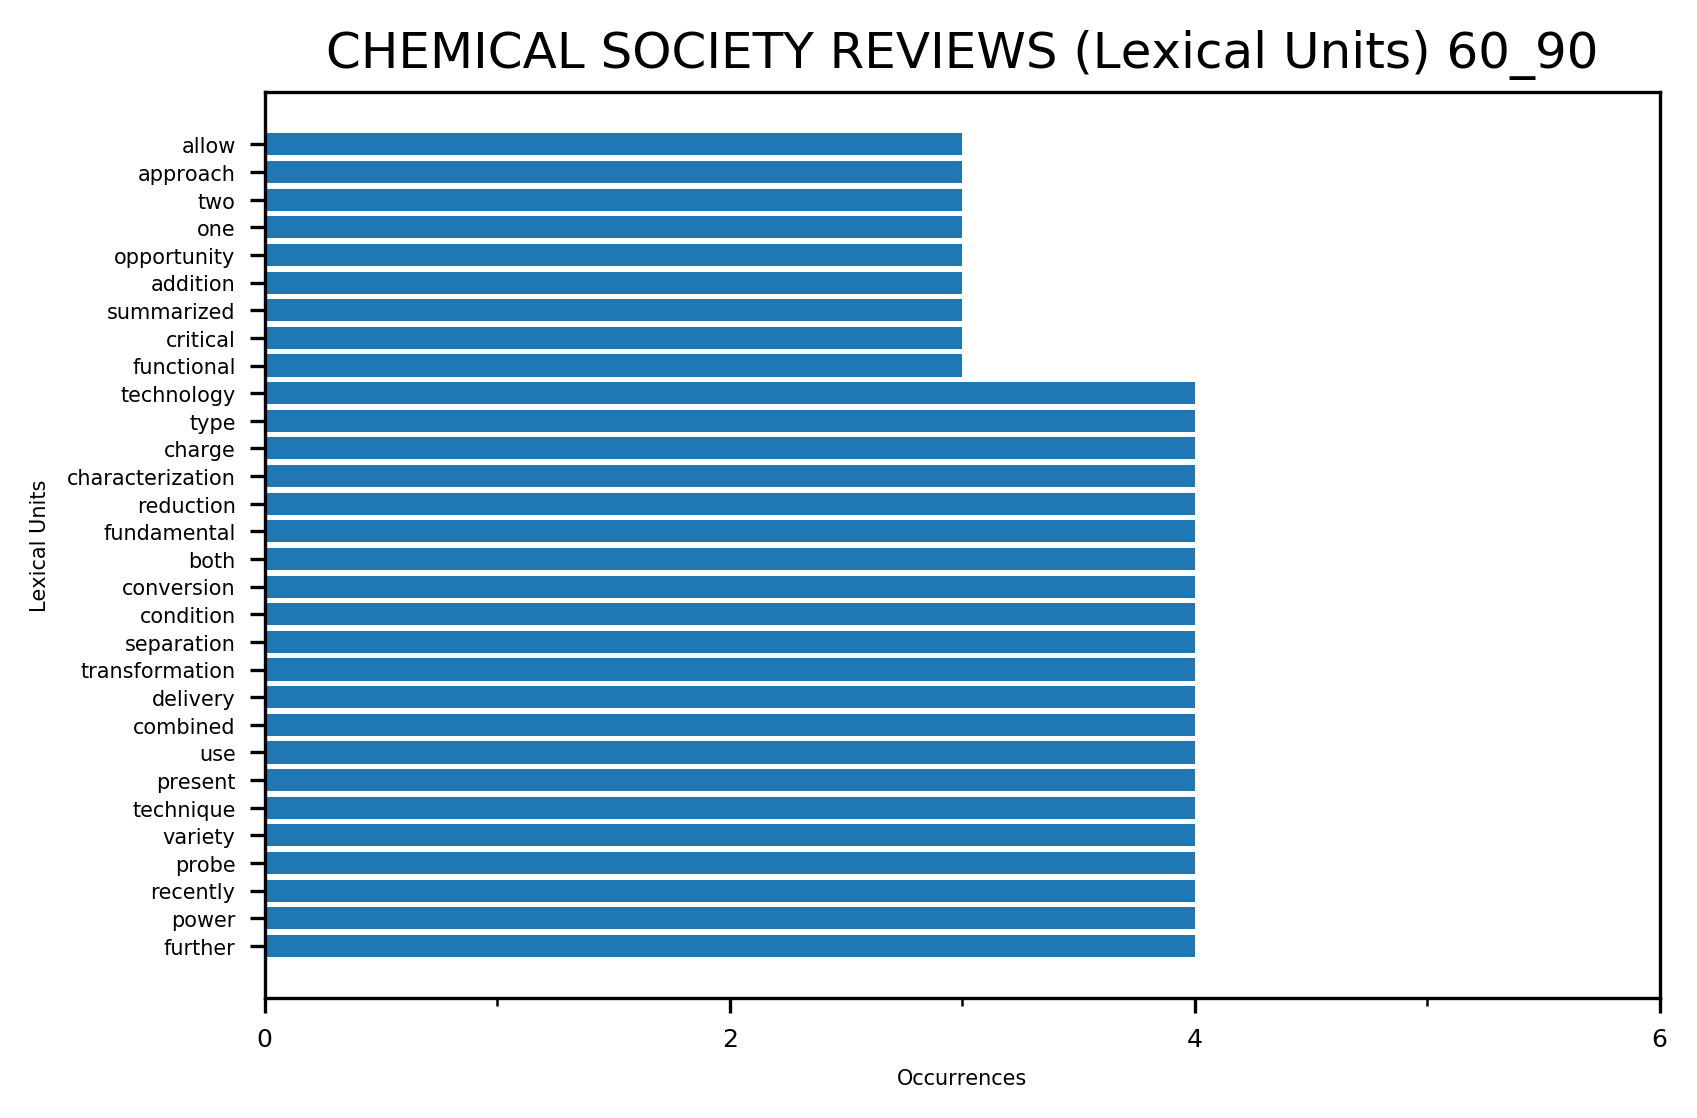 CHEMICAL SOCIETY REVIEWS (Lexical Units) 60_90
Lexical Units
allow
approach
two
one
opportunity
addition
summarized
critical
functional
technology
type
charge
characterization
reduction
fundamental
both
conversion
condition
separation
transformation
delivery
combined
use
present
technique
variety
probe
recently
power
further
0 2 4 6
Occurrences